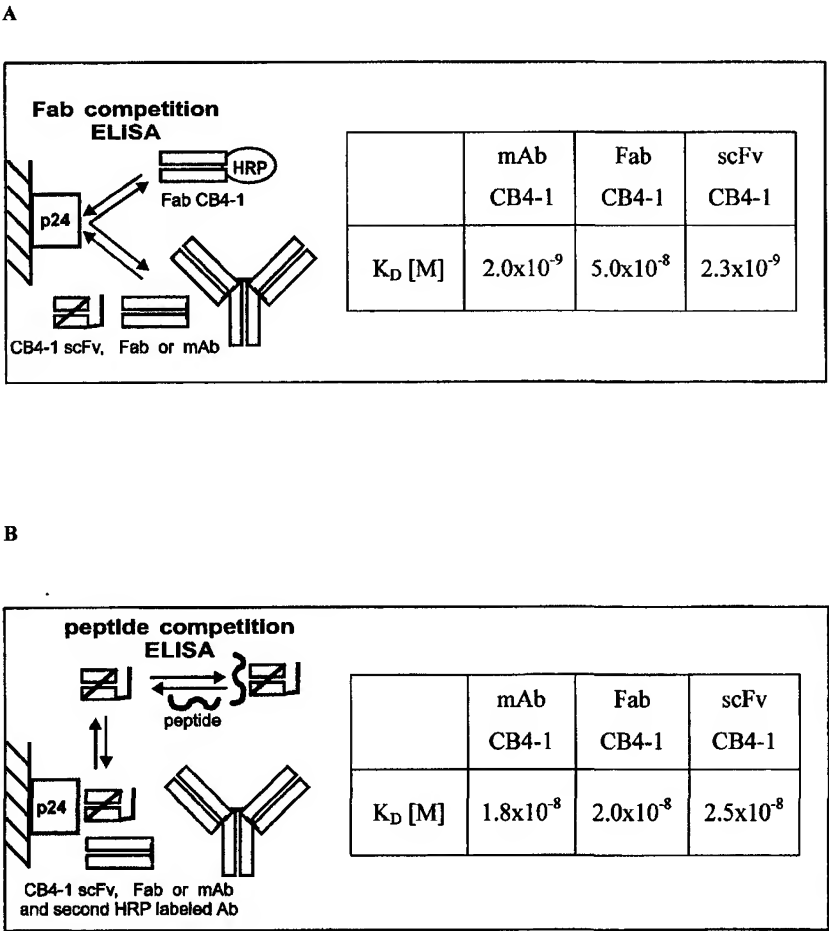 A
Fab competition
ELISA
HRP
Fab CB4-1
p24
CB4-1 scFv, Fab or mAb
mAb CB4-1
Fab CB4-1
scFv CB4-1
K_D [M]
2.0x10⁻⁹
5.0x10⁻⁸
2.3x10⁻⁹
B
peptide competition
ELISA
peptide
p24
CB4-1 scFv, Fab or mAb
and second HRP labeled Ab
mAb CB4-1
Fab CB4-1
scFv CB4-1
K_D [M]
1.8x10⁻⁸
2.0x10⁻⁸
2.5x10⁻⁸